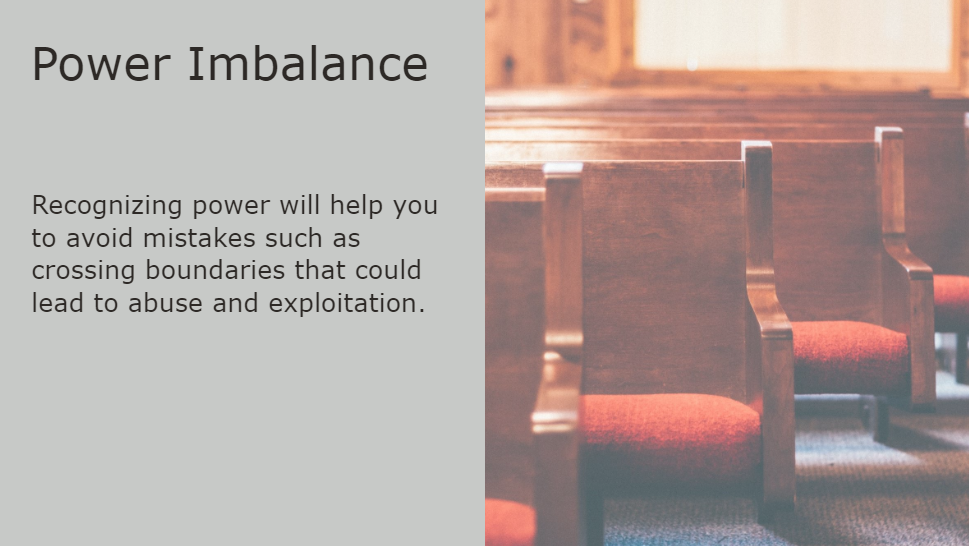 Power Imbalance
Recognizing power will help you
to avoid mistakes such as
crossing boundaries that could
lead to abuse and exploitation.